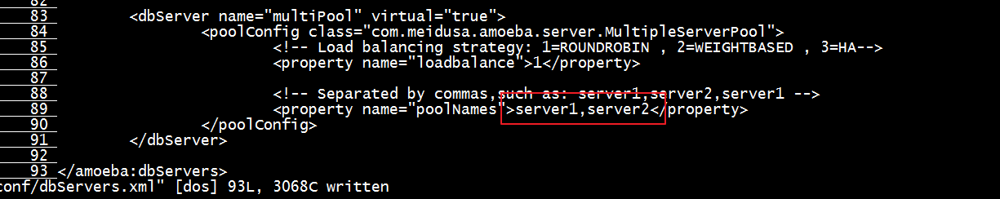 82
83 <dbServer name="multiPool" virtual="true">
84 <poolConfig class="com.meidusa.amoeba.server.MultipleServerPool">
85 <!-- Load balancing strategy: 1=ROUNDROBIN , 2=WEIGHTBASED , 3=HA-->
86 <property name="loadbalance">1</property>
87
88 <!-- Separated by commas,such as: server1,server2,server1 -->
89 <property name="poolNames">server1,server2</property>
90 </poolConfig>
91 </dbServer>
92
93 </amoeba:dbServers>
conf/dbServers.xml" [dos] 93L, 3068C written